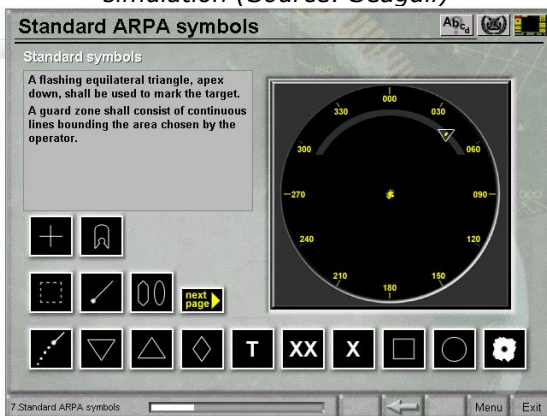 simulation (Source: Seagull)
Standard ARPA symbols
Abcd
Standard symbols
A flashing equilateral triangle, apex
down, shall be used to mark the target.
A guard zone shall consist of continuous
lines bounding the area chosen by the
operator.
000
330
030
300
060
270
090
240
120
210
150
180
next
page
T
XX
X
7.Standard ARPA symbols
Menu
Exit